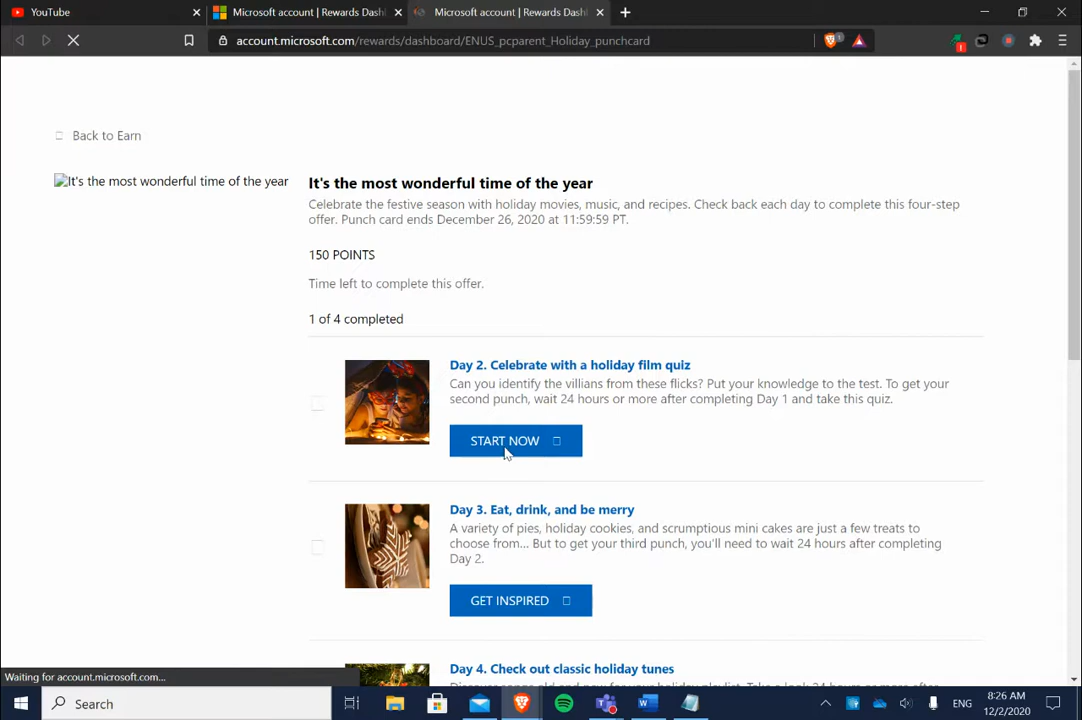 YouTube
Microsoft account | Rewards Dashl
Microsoft account | Rewards Dashl
account.microsoft.com/rewards/dashboard/ENUS_pcparent_Holiday_punchcard
1
Back to Earn
It's the most wonderful time of the year
It's the most wonderful time of the year
Celebrate the festive season with holiday movies, music, and recipes. Check back each day to complete this four-step
offer. Punch card ends December 26, 2020 at 11:59:59 PT.
150 POINTS
Time left to complete this offer.
1 of 4 completed
Day 2. Celebrate with a holiday film quiz
Can you identify the villians from these flicks? Put your knowledge to the test. To get your
second punch, wait 24 hours or more after completing Day 1 and take this quiz.
START NOW
Day 3. Eat, drink, and be merry
A variety of pies, holiday cookies, and scrumptious mini cakes are just a few treats to
choose from... But to get your third punch, you'll need to wait 24 hours after completing
Day 2.
GET INSPIRED
Day 4. Check out classic holiday tunes
Waiting for account.microsoft.com...
Search
ENG
8:26 AM
12/2/2020